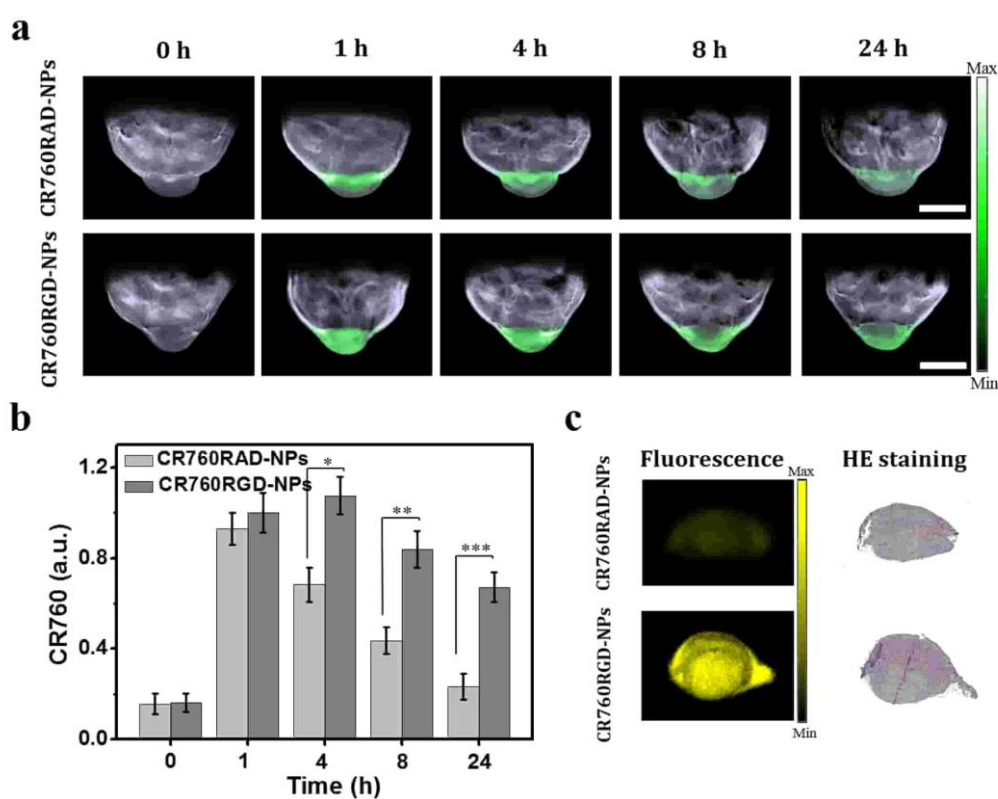 a
0 h 1 h 4 h 8 h 24 h
Max
CR760RAD-NPs
CR760RGD-NPs
Min
b
CR760RAD-NPs
CR760RGD-NPs
* ** ***
1.2
0.8
0.4
0.0
CR760 (a.u.)
0 1 4 8 24
Time (h)
c
Fluorescence HE staining
Max
CR760RAD-NPs
CR760RGD-NPs
Min